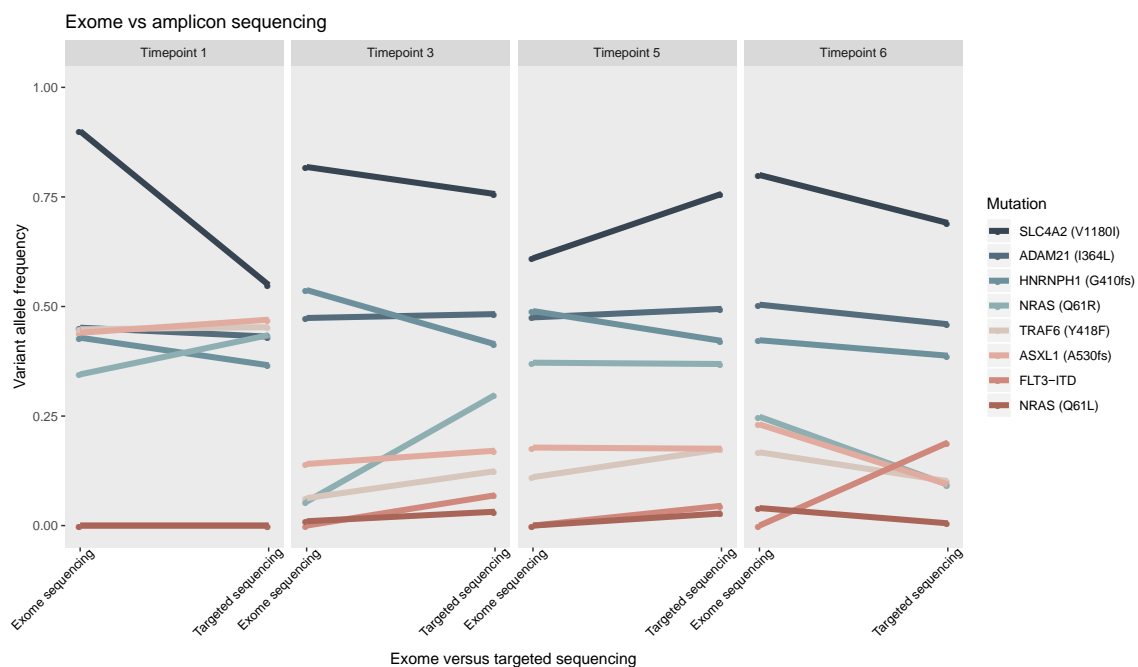 Exome vs amplicon sequencing
Timepoint 1
Timepoint 3
Timepoint 5
Timepoint 6
1.00
0.75
0.50
0.25
0.00
Variant allele frequency
Exome sequencing
Targeted sequencing
Exome sequencing
Targeted sequencing
Exome sequencing
Targeted sequencing
Exome sequencing
Targeted sequencing
Exome versus targeted sequencing
Mutation
SLC4A2 (V1180I)
ADAM21 (I364L)
HNRNPH1 (G410fs)
NRAS (Q61R)
TRAF6 (Y418F)
ASXL1 (A530fs)
FLT3−ITD
NRAS (Q61L)